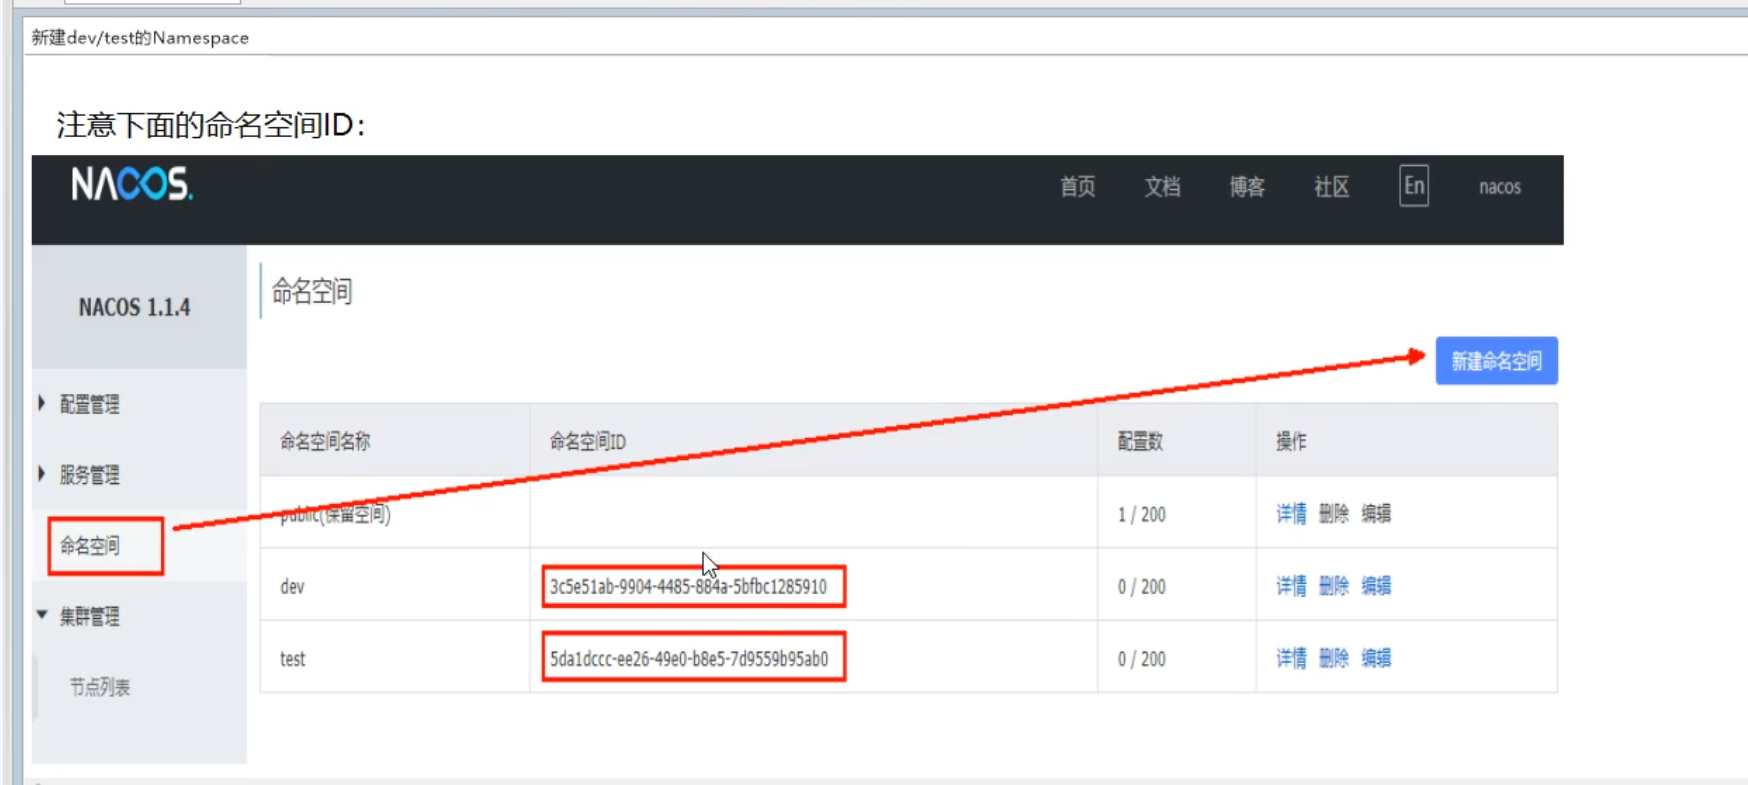 新建dev/test的Namespace
注意下面的命名空间ID：
NACOS.
首页 文档 博客 社区 En nacos
NACOS 1.1.4
命名空间
新建命名空间
配置管理
服务管理
命名空间
集群管理
节点列表
命名空间名称 命名空间ID 配置数 操作
public(保留空间) 1 / 200 详情 删除 编辑
dev 3c5e51ab-9904-4485-884a-5bfbc1285910 0 / 200 详情 删除 编辑
test 5da1dccc-ee26-49e0-b8e5-7d9559b95ab0 0 / 200 详情 删除 编辑